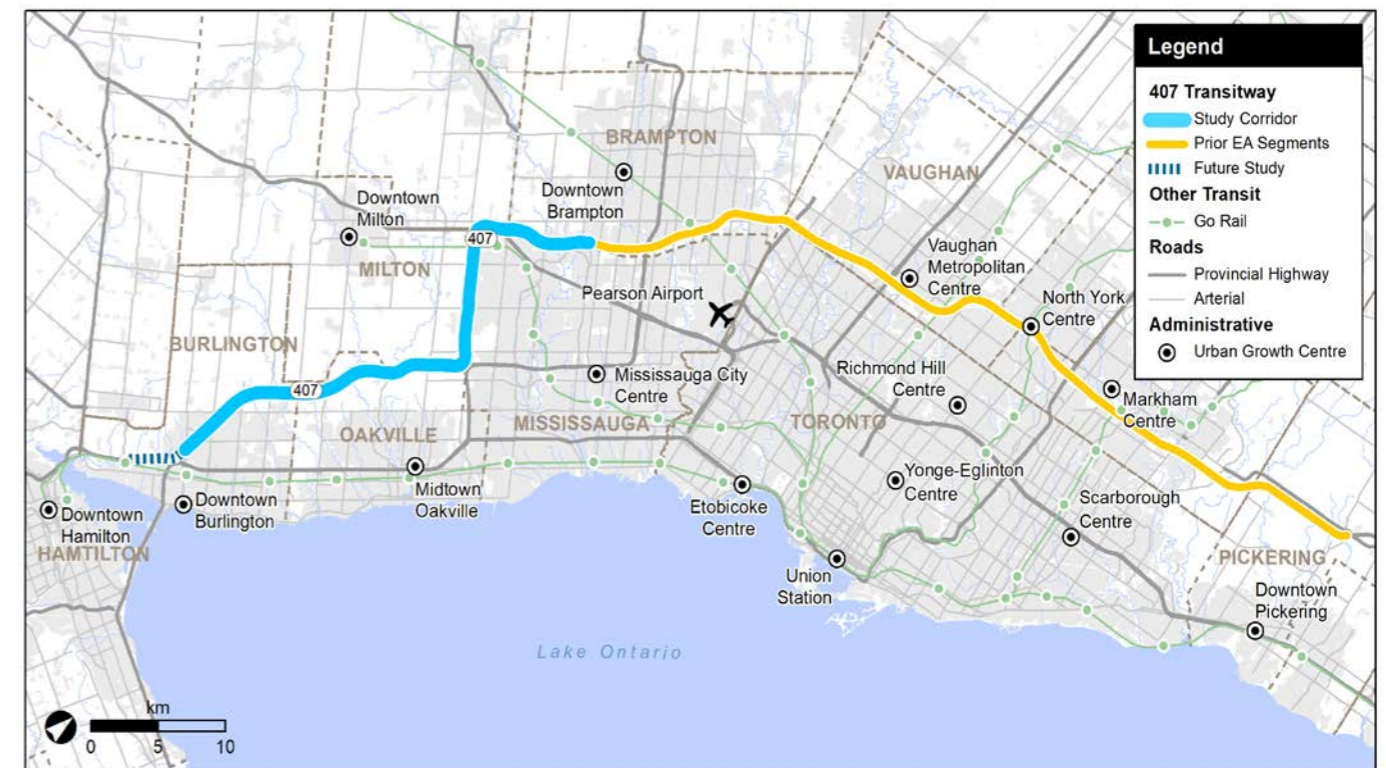 Legend
407 Transitway
Study Corridor
Prior EA Segments
Future Study
Other Transit
Go Rail
Roads
Provincial Highway
Arterial
Administrative
Urban Growth Centre
BRAMPTON
VAUGHAN
Downtown
Brampton
Downtown
Milton
407
MILTON
Vaughan
Metropolitan
Centre
Pearson Airport
North York
Centre
BURLINGTON
Richmond Hill
Centre
Mississauga City
Centre
407
Markham
Centre
OAKVILLE
MISSISSAUGA
TORONTO
Midtown
Oakville
Yonge-Eglinton
Centre
Downtown
Burlington
Etobicoke
Centre
Scarborough
Centre
Downtown
Hamilton
HAMTILTON
PICKERING
Union
Station
Downtown
Pickering
Lake Ontario
km
0 5 10